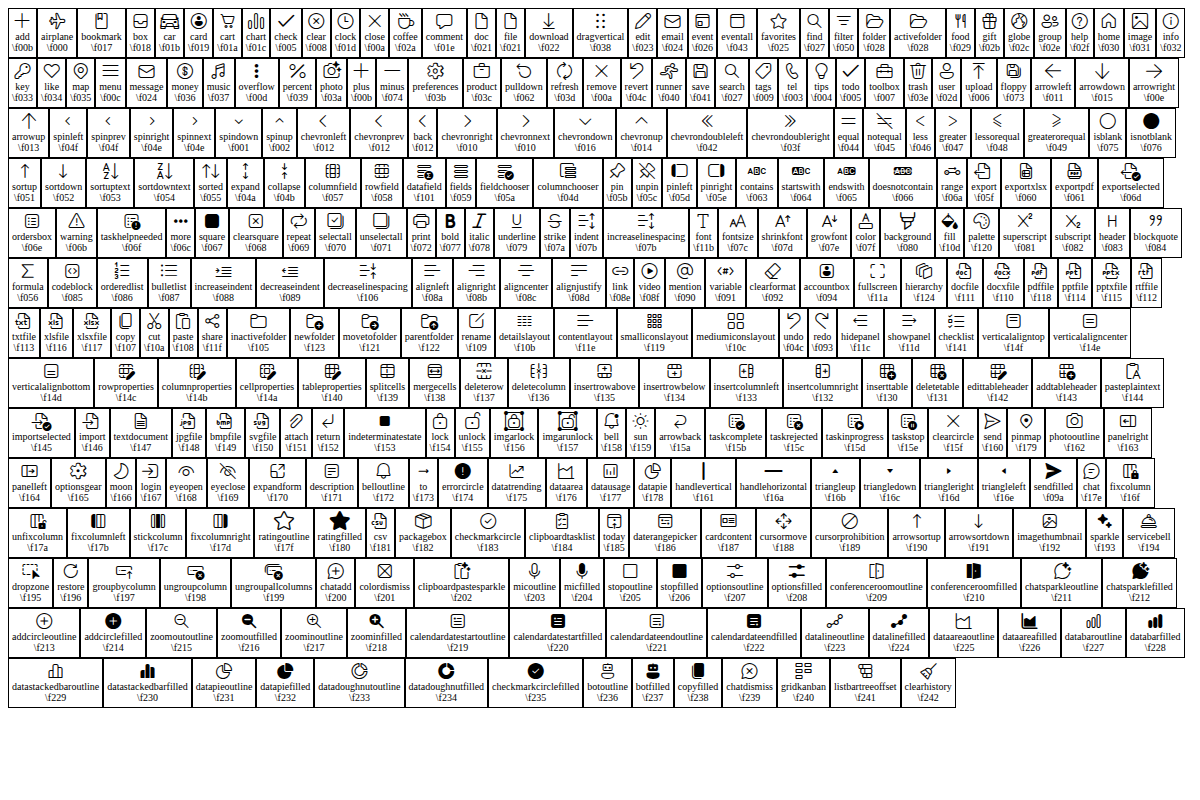 add airplane bookmark box car card cart chart check clear clock close coffee comment doc file download dragvertical edit email event eventall favorites find filter folder activefolder food gift globe group help home image info
\f00b \f000 \f017 \f018 \f01b \f019 \f01a \f01c \f005 \f008 \f01d \f00a \f02a \f01e \f021 \f021 \f022 \f038 \f023 \f024 \f026 \f043 \f025 \f027 \f050 \f028 \f028 \f029 \f02b \f02c \f02e \f02f \f030 \f031 \f032
key like map menu message money music overflow percent photo plus minus preferences product pulldown refresh remove revert runner save search tags tel tips todo toolbox trash user upload floppy arrowleft arrowdown arrowright
\f033 \f034 \f035 \f00c \f024 \f036 \f037 \f00d \f039 \f03a \f00b \f074 \f03b \f03c \f062 \f03d \f00a \f04c \f040 \f041 \f027 \f009 \f003 \f004 \f005 \f007 \f03e \f02d \f006 \f073 \f011 \f015 \f00e
arrowup spinleft spinprev spinright spinnext spindown spinup chevronleft chevronprev back chevronright chevronnext chevrondown chevronup chevrondoubleleft chevrondoubleright equal notequal less greater lessorequal greaterorequal isblank isnotblank
\f013 \f04f \f04f \f04e \f04e \f001 \f002 \f012 \f012 \f012 \f010 \f010 \f016 \f014 \f042 \f03f \f044 \f045 \f046 \f047 \f048 \f049 \f075 \f076
sortup sortdown sortuptext sortdowntext sorted expand collapse columnfield rowfield datafield fields fieldchooser columnchooser pin unpin pinleft pinright contains startswith endswith doesnotcontain range export exportxlsx exportpdf exportselected
\f051 \f052 \f053 \f054 \f055 \f04a \f04b \f057 \f058 \f101 \f059 \f05a \f04d \f05b \f05c \f05d \f05e \f063 \f064 \f065 \f066 \f06a \f05f \f060 \f061 \f06d
ordersbox warning taskhelpneeded more square clearsquare repeat selectall unselectall print bold italic underline strike indent increaselinespacing font fontsize shrinkfont growfont color background fill palette superscript subscript header blockquote
\f06e \f06b \f06f \f06c \f067 \f068 \f069 \f070 \f071 \f072 \f077 \f078 \f079 \f07a \f07b \f07b \f11b \f07c \f07d \f07e \f07f \f080 \f10d \f120 \f081 \f082 \f083 \f084
formula codeblock orderedlist bulletlist increaseindent decreaseindent decreaselinespacing alignleft alignright aligncenter alignjustify link video mention variable clearformat accountbox fullscreen hierarchy docfile docxfile pdffile pptfile pptxfile rtffile
\f056 \f085 \f086 \f087 \f088 \f089 \f106 \f08a \f08b \f08c \f08d \f08e \f08f \f090 \f091 \f092 \f094 \f11a \f124 \f111 \f110 \f118 \f114 \f115 \f112
txtfile xlsfile xlsxfile copy cut paste share inactivefolder newfolder movetofolder parentfolder rename detailslayout contentlayout smalliconslayout mediumiconslayout undo redo hidepanel showpanel checklist verticalaligntop verticalaligncenter
\f113 \f116 \f117 \f107 \f10a \f108 \f11f \f105 \f123 \f121 \f122 \f109 \f10b \f11e \f119 \f10c \f04c \f093 \f11c \f11d \f141 \f14f \f14e
verticalalignbottom rowproperties columnproperties cellproperties tableproperties splitcells mergecells deleterow deletecolumn insertrowabove insertrowbelow insertcolumnleft insertcolumnright inserttable deletetable edittableheader addtableheader pasteplaintext
\f14d \f14c \f14b \f14a \f140 \f139 \f138 \f137 \f136 \f135 \f134 \f133 \f132 \f130 \f131 \f142 \f143 \f144
importselected import textdocument jpgfile bmpfile svgfile attach return indeterminatestate lock unlock imgarlock imgarunlock bell sun arrowback taskcomplete taskrejected taskinprogress taskstop clearcircle send pinmap photooutline panelright
\f145 \f146 \f147 \f148 \f149 \f150 \f151 \f152 \f153 \f154 \f155 \f156 \f157 \f158 \f159 \f15a \f15b \f15c \f15d \f15e \f15f \f160 \f179 \f162 \f163
panelleft optionsgear moon login eyeopen eyeclose expandform description belloutline to errorcircle datatrending dataarea datausage datapie handlevertical handlehorizontal triangleup triangledown triangleright triangleleft sendfilled chat fixcolumn
\f164 \f165 \f166 \f167 \f168 \f169 \f170 \f171 \f172 \f173 \f174 \f175 \f176 \f177 \f178 \f161 \f16a \f16b \f16c \f16d \f16e \f09a \f17e \f16f
unfixcolumn fixcolumnleft stickcolumn fixcolumnright ratingoutline ratingfilled csv packagebox checkmarkcircle clipboardtasklist today daterangepicker cardcontent cursormove cursorprohibition arrowsortup arrowsortdown imagethumbnail sparkle servicebell
\f17a \f17b \f17c \f17d \f17f \f180 \f181 \f182 \f183 \f184 \f185 \f186 \f187 \f188 \f189 \f190 \f191 \f192 \f193 \f194
dropzone restore groupbycolumn ungroupcolumn ungroupallcolumns chatadd colordismiss clipboardpastesparkle micoutline micfilled stopoutline stopfilled optionsoutline optionsfilled conferenceroomoutline conferenceroomfilled chatsparkleoutline chatsparklefilled
\f195 \f196 \f197 \f198 \f199 \f200 \f201 \f202 \f203 \f204 \f205 \f206 \f207 \f208 \f209 \f210 \f211 \f212
addcircleoutline addcirclefilled zoomoutoutline zoomoutfilled zoominoutline zoominfilled calendardatestartoutline calendardatestartfilled calendardateendoutline calendardateendfilled datalineoutline datalinefilled dataareaoutline dataareafilled databaroutline databarfilled
\f213 \f214 \f215 \f216 \f217 \f218 \f219 \f220 \f221 \f222 \f223 \f224 \f225 \f226 \f227 \f228
datastackedbaroutline datastackedbarfilled datapieoutline datapiefilled datadoughnutoutline datadoughnutfilled checkmarkcirclefilled botoutline botfilled copyfilled chatdismiss gridkanban listbartreeoffset clearhistory
\f229 \f230 \f231 \f232 \f233 \f234 \f235 \f236 \f237 \f238 \f239 \f240 \f241 \f242